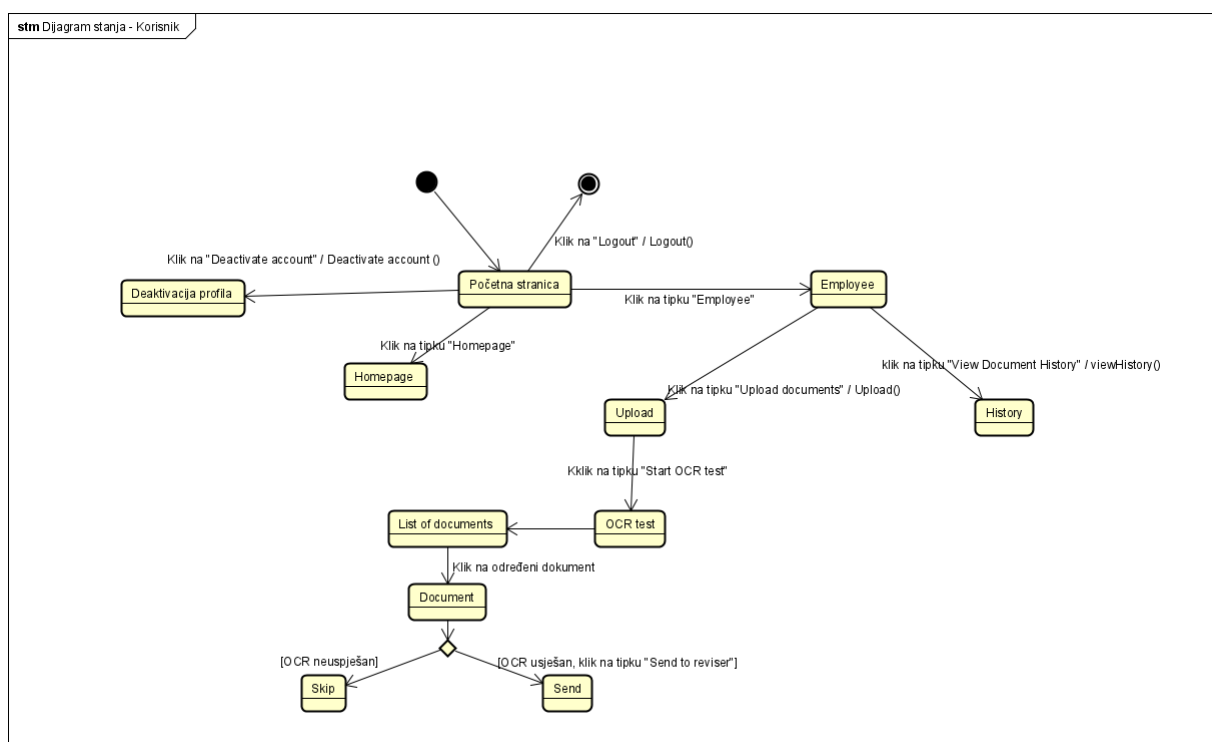 stm Dijagram stanja - Korisnik
Klik na "Logout" / Logout()
Klik na "Deactivate account" / Deactivate account ()
Deaktivacija profila
Početna stranica
Employee
Klik na tipku "Employee"
Klik na tipku "Homepage"
Homepage
klik na tipku "View Document History" / viewHistory()
Klik na tipku "Upload documents" / Upload()
Upload
History
Kklik na tipku "Start OCR test"
List of documents
OCR test
Klik na određeni dokument
Document
[OCR neuspješan]
[OCR usješan, klik na tipku "Send to reviser"]
Skip
Send